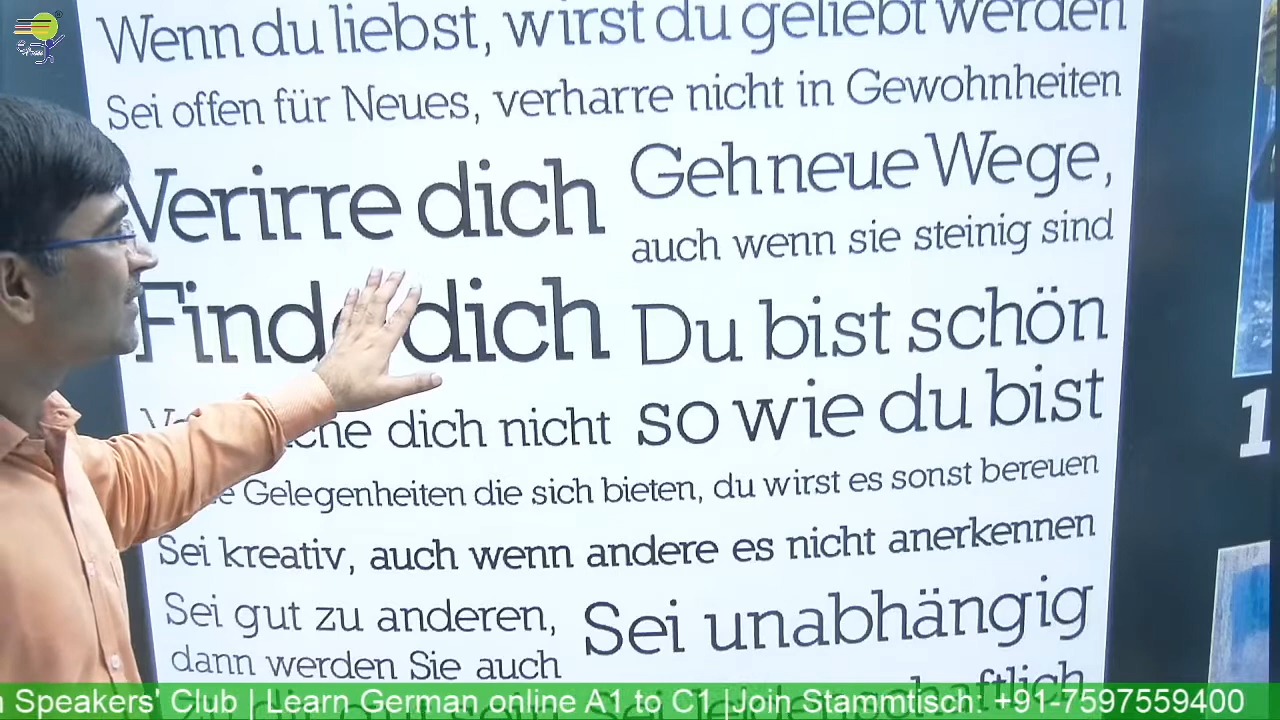 Wenn du liebst, wirst du geliebt werden
Sei offen für Neues, verharre nicht in Gewohnheiten
Verirre dich
Geh neue Wege,
auch wenn sie steinig sind
Finde dich
Du bist schön
so wie du bist
dich nicht
Gelegenheiten die sich bieten, du wirst es sonst bereuen
Sei kreativ, auch wenn andere es nicht anerkennen
Sei gut zu anderen,
dann werden Sie auch
Sei unabhängig
Speakers' Club | Learn German online A1 to C1 |Join Stammtisch: +91-7597559400
1